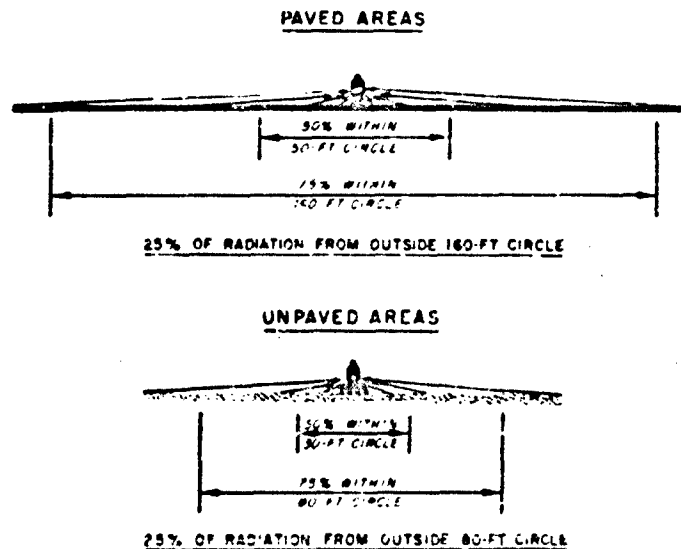 PAVED AREAS
50% WITHIN
50-FT CIRCLE
75% WITHIN
160-FT CIRCLE
25% OF RADIATION FROM OUTSIDE 160-FT CIRCLE
UNPAVED AREAS
50% WITHIN
30-FT CIRCLE
75% WITHIN
80-FT CIRCLE
25% OF RADIATION FROM OUTSIDE 80-FT CIRCLE